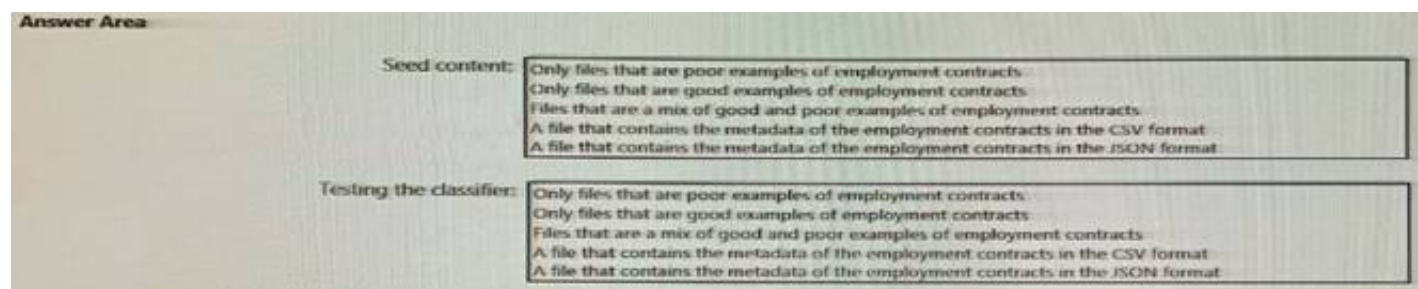 Answer Area
Seed content:
Only files that are poor examples of employment contracts
Only files that are good examples of employment contracts
Files that are a mix of good and poor examples of employment contracts
A file that contains the metadata of the employment contracts in the CSV format
A file that contains the metadata of the employment contracts in the JSON format
Testing the classifier:
Only files that are poor examples of employment contracts
Only files that are good examples of employment contracts
Files that are a mix of good and poor examples of employment contracts
A file that contains the metadata of the employment contracts in the CSV format
A file that contains the metadata of the employment contracts in the JSON format